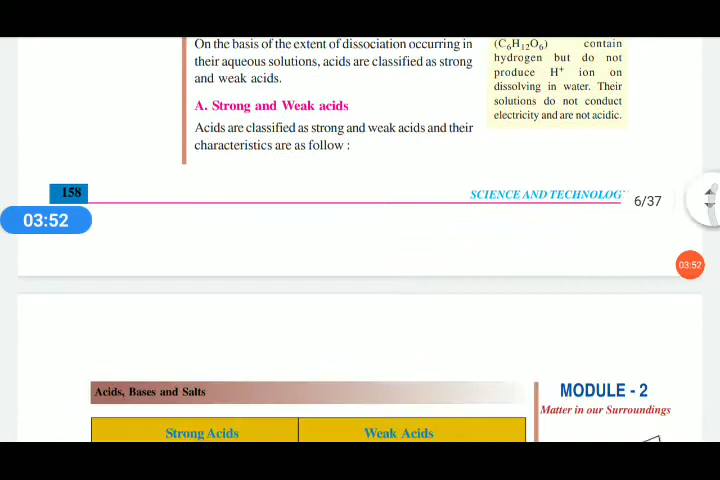 On the basis of the extent of dissociation occurring in
their aqueous solutions, acids are classified as strong
and weak acids.
A. Strong and Weak acids
Acids are classified as strong and weak acids and their
characteristics are as follow :
(C₆H₁₂O₆) contain
hydrogen but do not
produce H⁺ ion on
dissolving in water. Their
solutions do not conduct
electricity and are not acidic.
158
SCIENCE AND TECHNOLOG
6/37
03:52
03:52
Acids, Bases and Salts
MODULE - 2
Matter in our Surroundings
Strong Acids Weak Acids